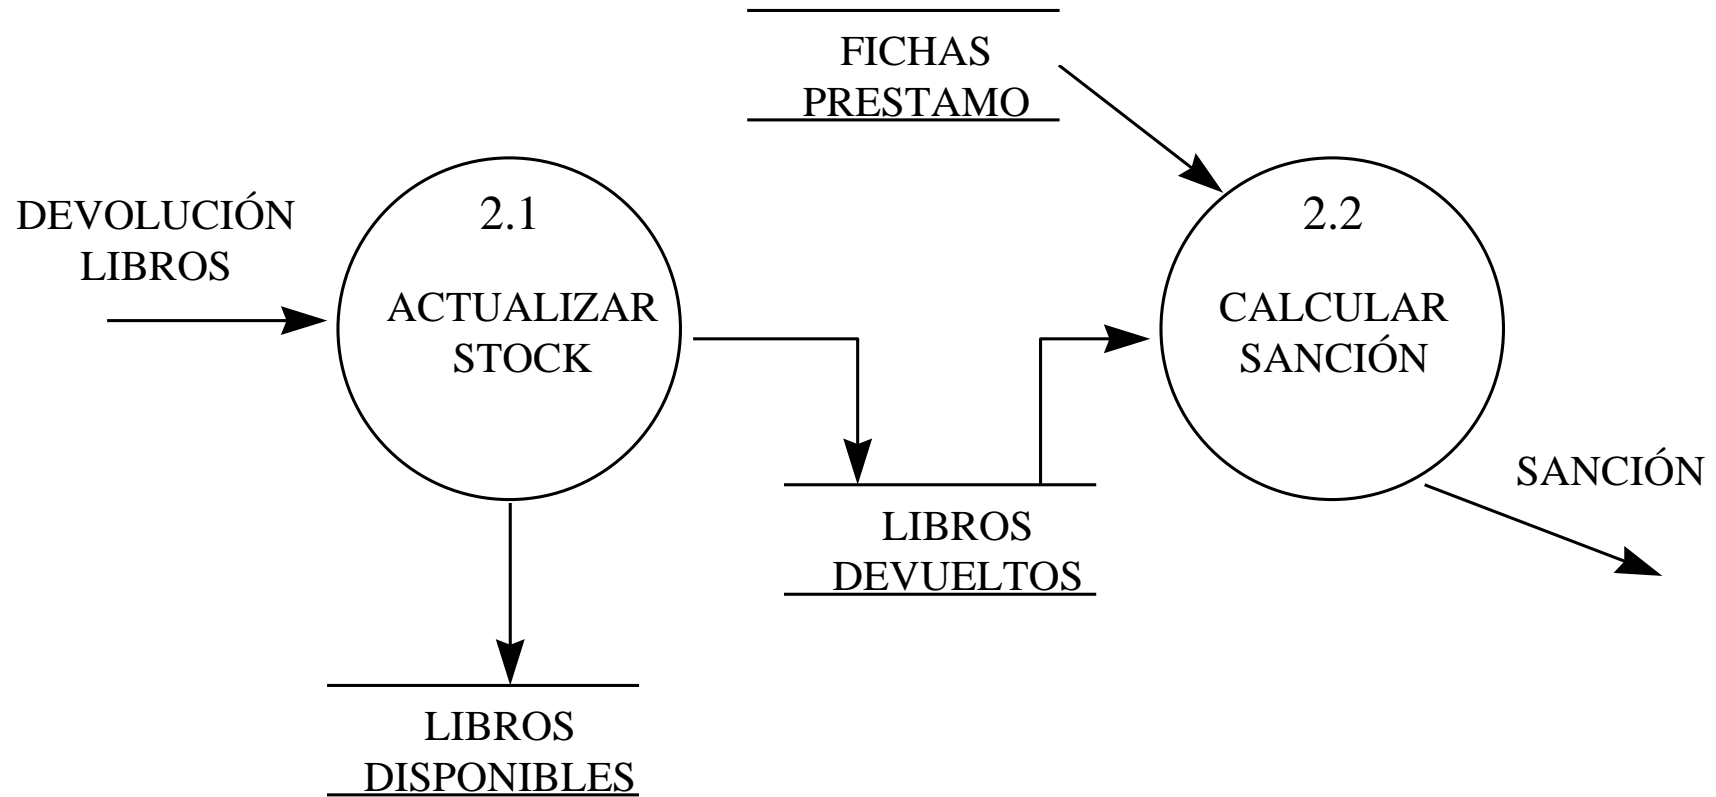 FICHAS
PRESTAMO
DEVOLUCIÓN
LIBROS
2.1
ACTUALIZAR
STOCK
2.2
CALCULAR
SANCIÓN
SANCIÓN
LIBROS
DEVUELTOS
LIBROS
DISPONIBLES